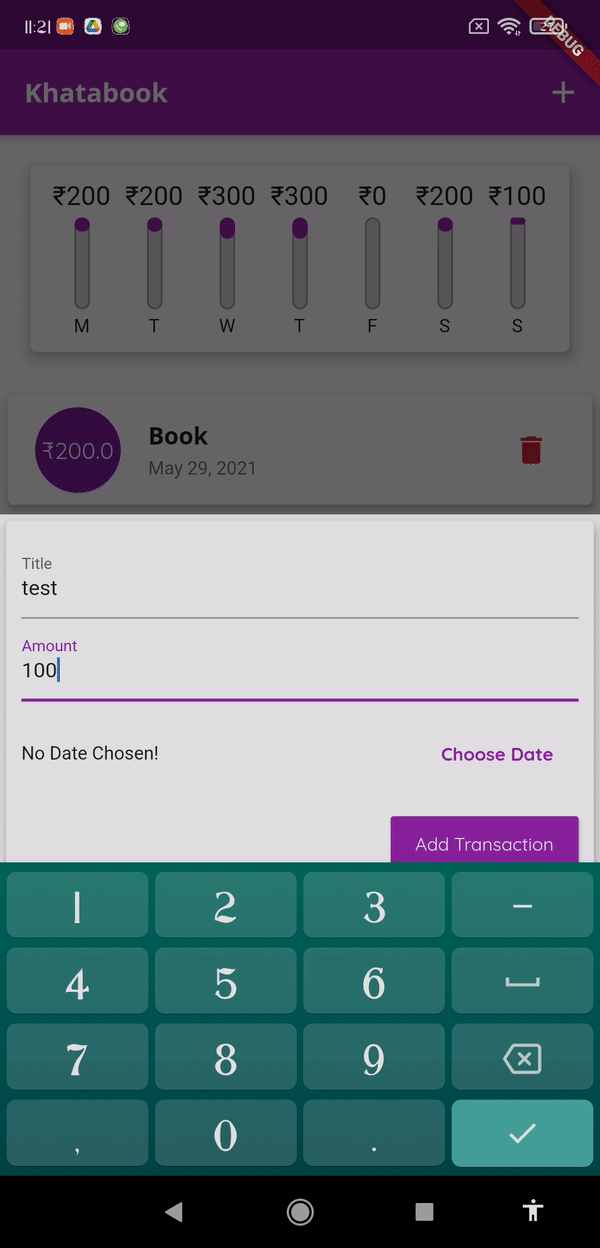 11:21
DEBUG
Khatabook +
₹200 ₹200 ₹300 ₹300 ₹0 ₹200 ₹100
M T W T F S S
₹200.0
Book
May 29, 2021
Title
test
Amount
100
No Date Chosen! Choose Date
Add Transaction
1 2 3 –
4 5 6
7 8 9
, 0 .